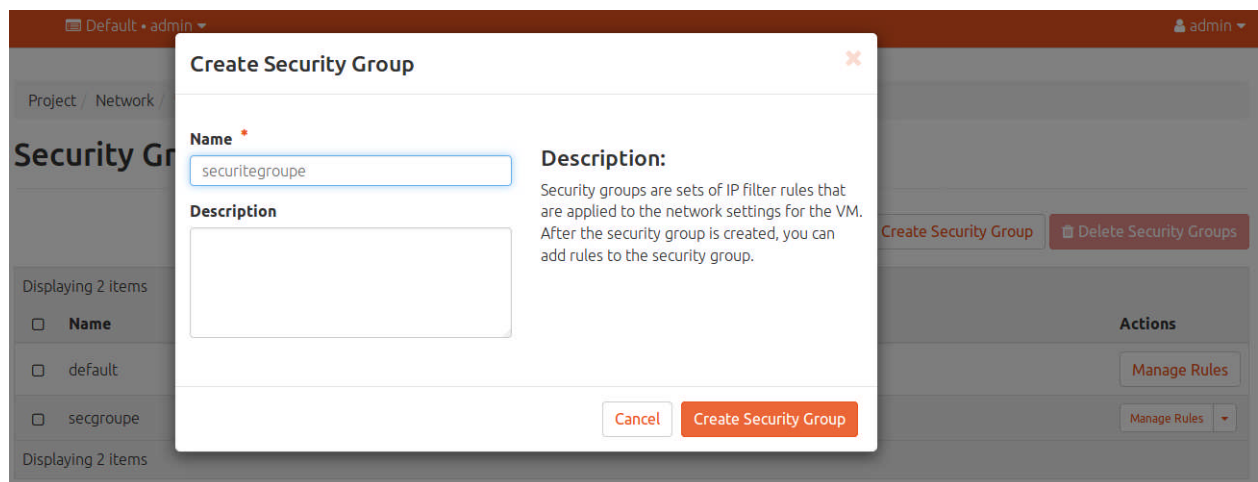 Default • admin
admin
Create Security Group
Project / Network /
Name *
Security Gr
securitegroupe
Description:
Security groups are sets of IP filter rules that
are applied to the network settings for the VM.
After the security group is created, you can
add rules to the security group.
Description
Create Security Group
Delete Security Groups
Displaying 2 items
Name
Actions
default
Manage Rules
secgroupe
Manage Rules
Cancel
Create Security Group
Displaying 2 items